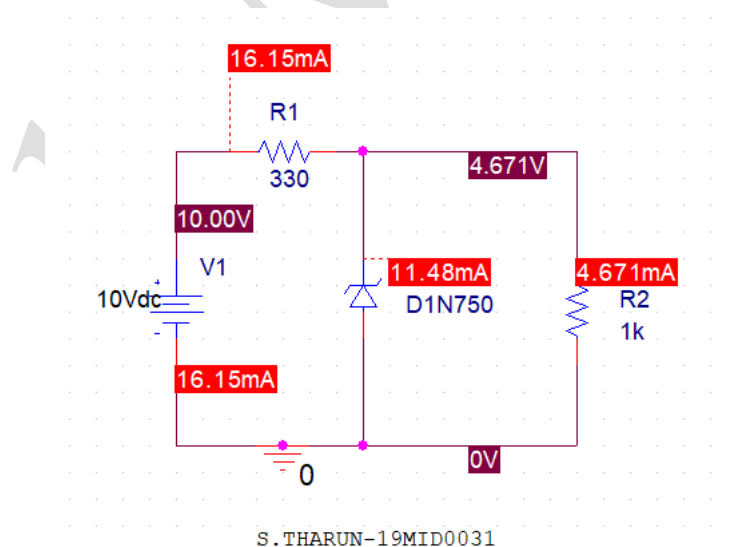 16.15mA
R1
330
4.671V
10.00V
V1
10Vdc
11.48mA
4.671mA
D1N750
R2
1k
16.15mA
0V
0
S.THARUN-19MID0031